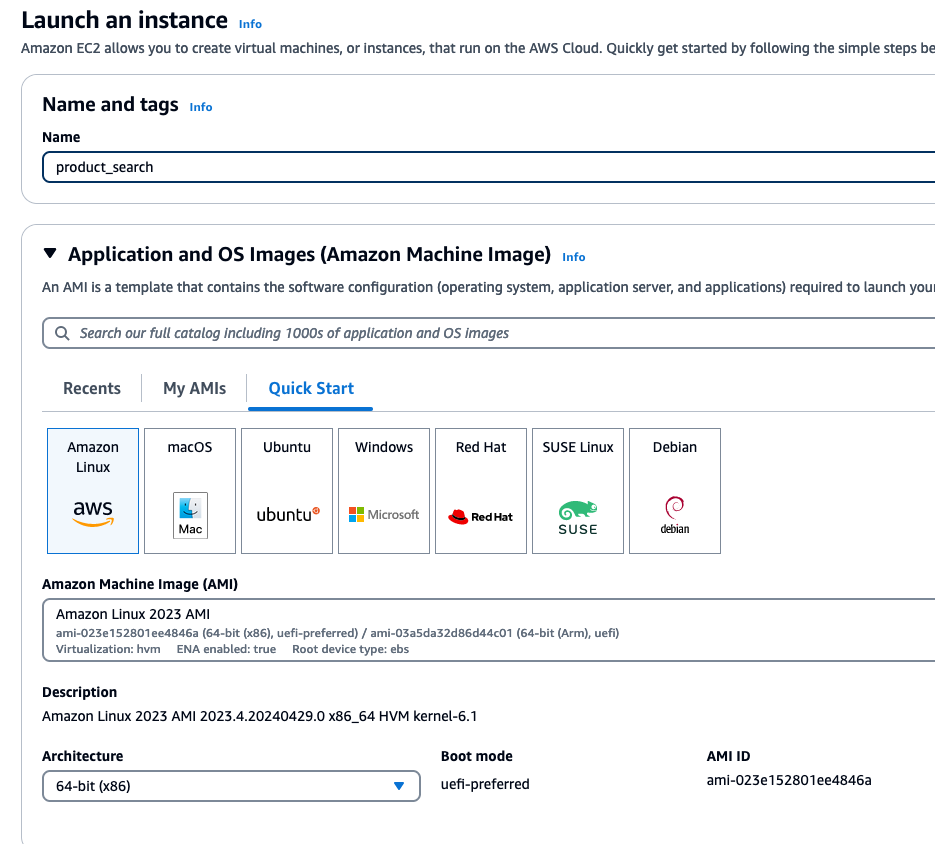 Launch an instance Info
Amazon EC2 allows you to create virtual machines, or instances, that run on the AWS Cloud. Quickly get started by following the simple steps be
Name and tags Info
Name
product_search
Application and OS Images (Amazon Machine Image) Info
An AMI is a template that contains the software configuration (operating system, application server, and applications) required to launch your
Search our full catalog including 1000s of application and OS images
Recents My AMIs Quick Start
Amazon Linux
aws
macOS
Mac
Ubuntu
ubuntu
Windows
Microsoft
Red Hat
Red Hat
SUSE Linux
SUSE
Debian
debian
Amazon Machine Image (AMI)
Amazon Linux 2023 AMI
ami-023e152801ee4846a (64-bit (x86), uefi-preferred) / ami-03a5da32d86d44c01 (64-bit (Arm), uefi)
Virtualization: hvm ENA enabled: true Root device type: ebs
Description
Amazon Linux 2023 AMI 2023.4.20240429.0 x86_64 HVM kernel-6.1
Architecture Boot mode AMI ID
64-bit (x86) uefi-preferred ami-023e152801ee4846a